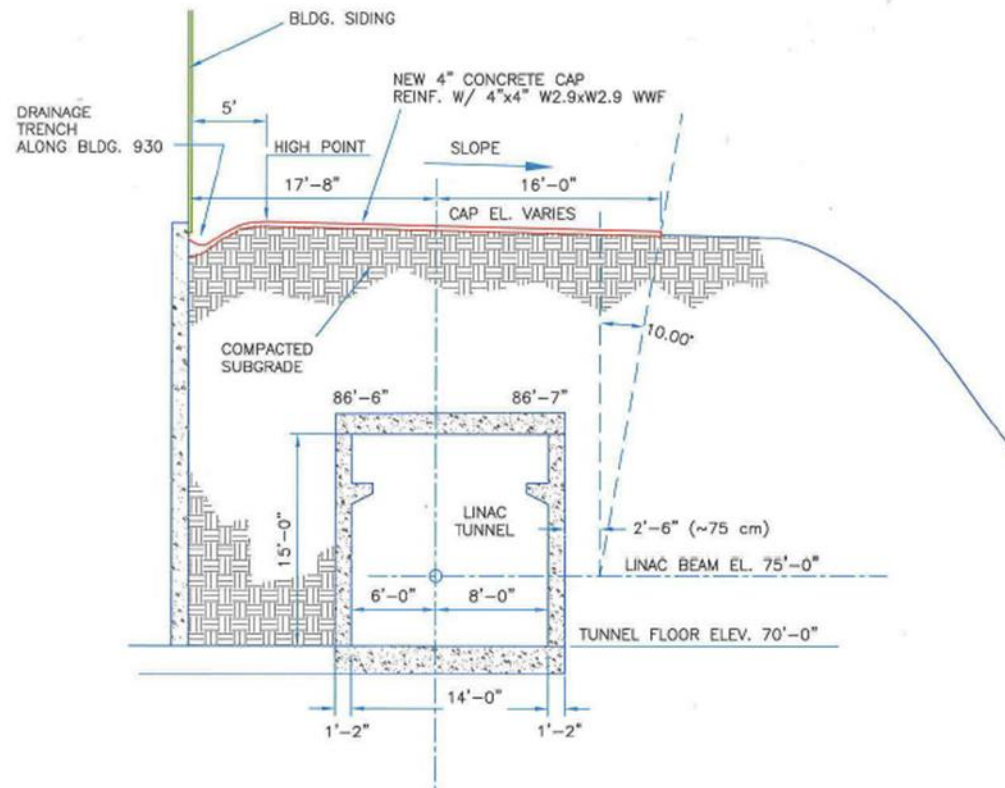 BLDG. SIDING
NEW 4" CONCRETE CAP
REINF. W/ 4"x4" W2.9xW2.9 WWF
DRAINAGE
TRENCH
ALONG BLDG. 930
5'
HIGH POINT
SLOPE
17'-8"
16'-0"
CAP EL. VARIES
10.00°
COMPACTED
SUBGRADE
86'-6"
86'-7"
15'-0"
LINAC
TUNNEL
2'-6" (~75 cm)
LINAC BEAM EL. 75'-0"
6'-0"
8'-0"
TUNNEL FLOOR ELEV. 70'-0"
14'-0"
1'-2"
1'-2"